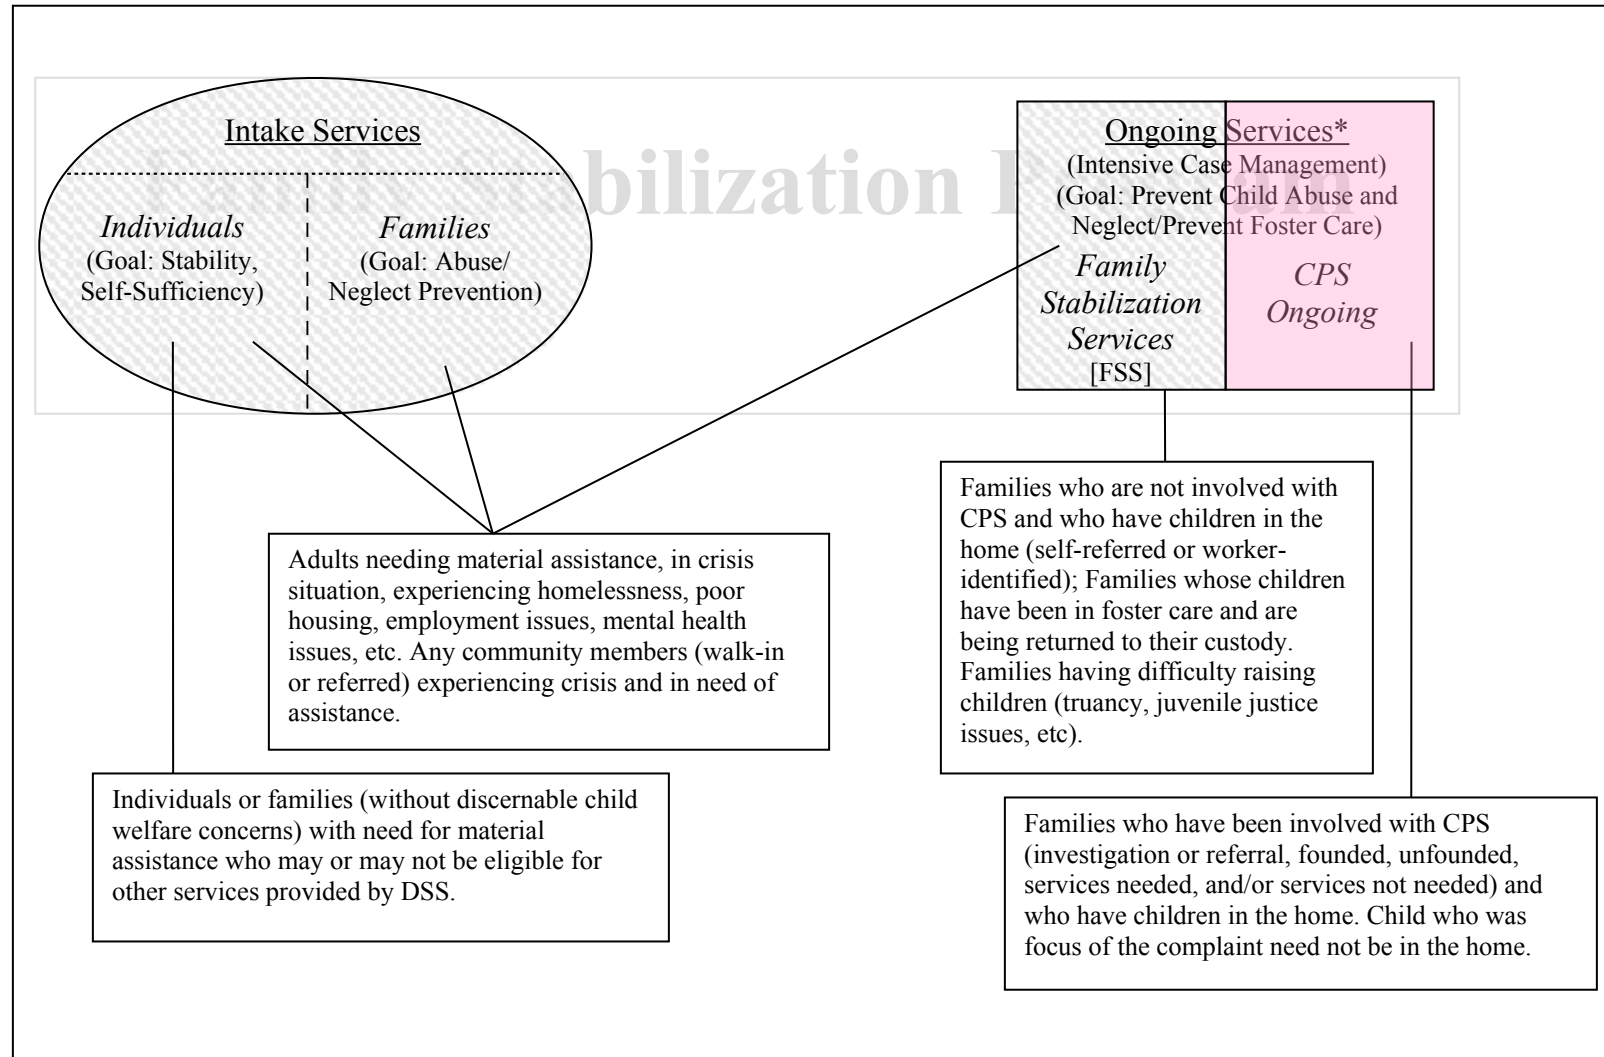 bilization
Intake Services
Individuals
(Goal: Stability,
Self-Sufficiency)
Families
(Goal: Abuse/
Neglect Prevention)
Ongoing Services*
(Intensive Case Management)
(Goal: Prevent Child Abuse and
Neglect/Prevent Foster Care)
Family
Stabilization
Services
[FSS]
CPS
Ongoing
Adults needing material assistance, in crisis
situation, experiencing homelessness, poor
housing, employment issues, mental health
issues, etc. Any community members (walk-in
or referred) experiencing crisis and in need of
assistance.
Families who are not involved with
CPS and who have children in the
home (self-referred or worker-
identified); Families whose children
have been in foster care and are
being returned to their custody.
Families having difficulty raising
children (truancy, juvenile justice
issues, etc).
Individuals or families (without discernable child
welfare concerns) with need for material
assistance who may or may not be eligible for
other services provided by DSS.
Families who have been involved with CPS
(investigation or referral, founded, unfounded,
services needed, and/or services not needed) and
who have children in the home. Child who was
focus of the complaint need not be in the home.